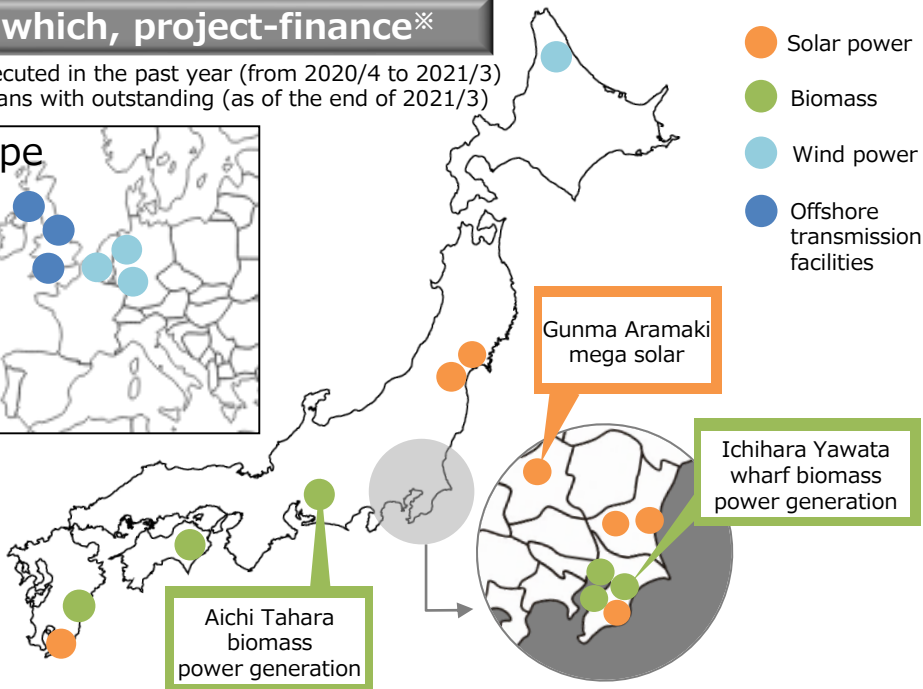 which, project-finance※
ecuted in the past year (from 2020/4 to 2021/3)
ans with outstanding (as of the end of 2021/3)
pe
Solar power
Biomass
Wind power
Offshore
transmission
facilities
Gunma Aramaki
mega solar
Ichihara Yawata
wharf biomass
power generation
Aichi Tahara
biomass
power generation